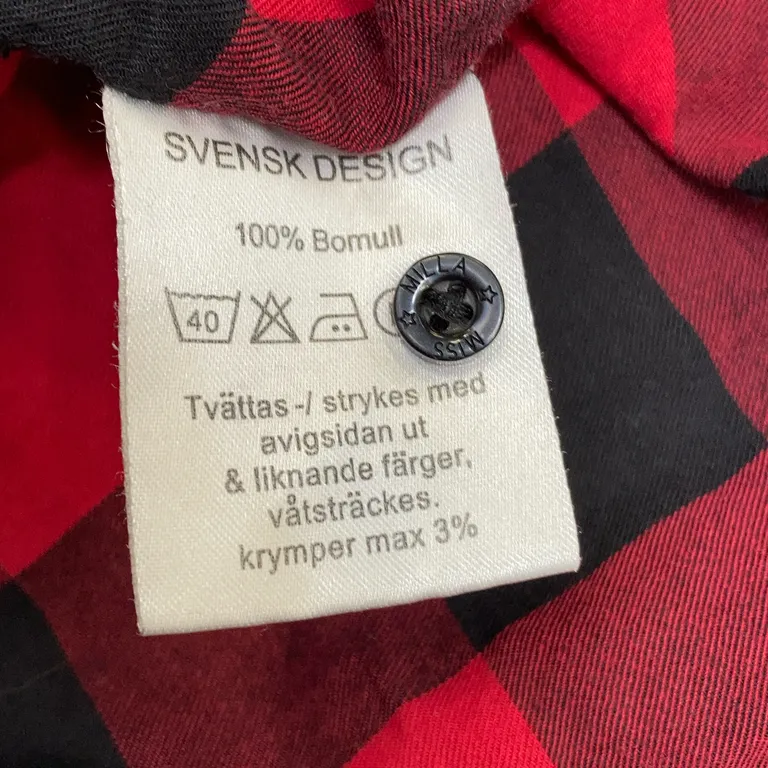 SVENSK DESIGN
100% Bomull
40
MILLA
MISS
Tvättas -/ strykes med
avigsidan ut
& liknande färger,
våtsträckes.
krymper max 3%